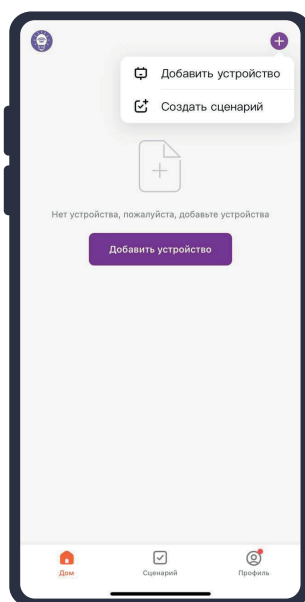 Добавить устройство
Создать сценарий
Нет устройства, пожалуйста, добавьте устройства
Добавить устройство
Дом
Сценарий
Профиль